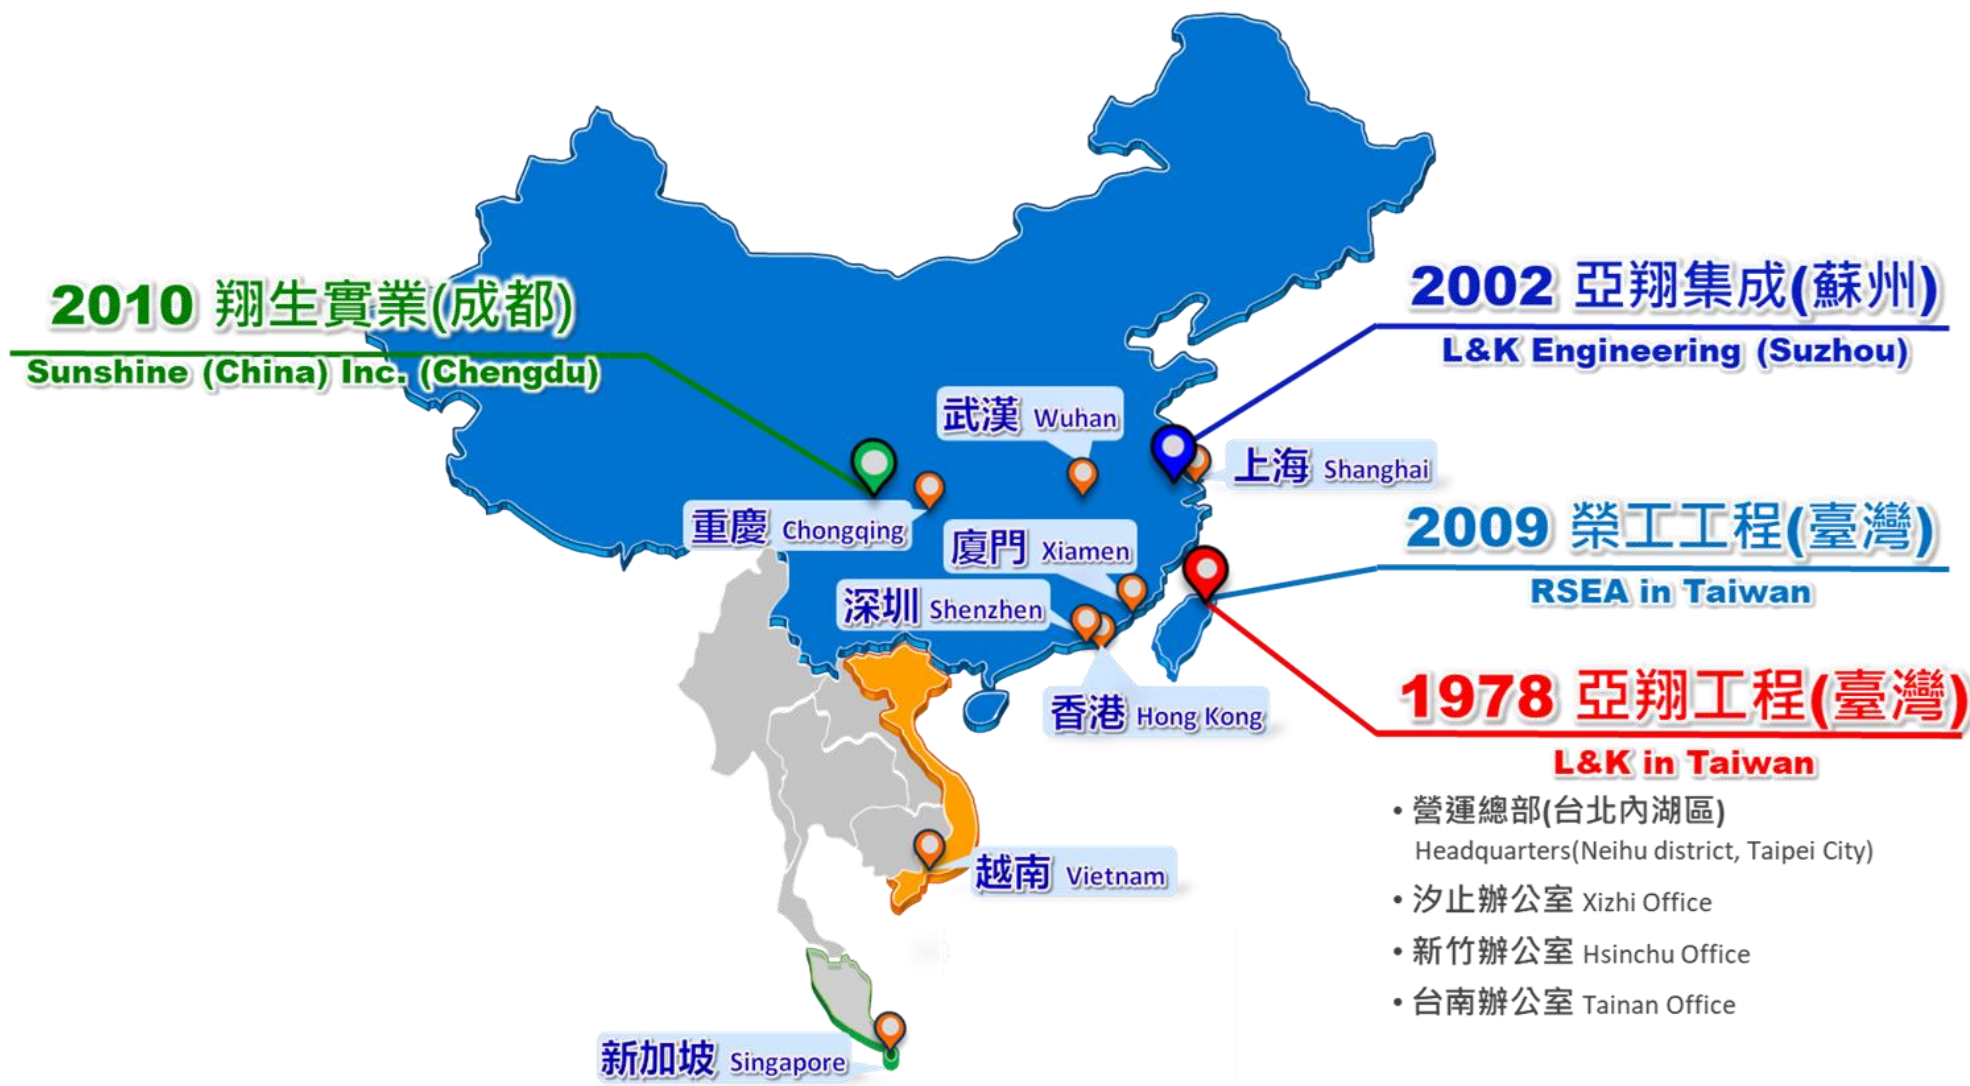 2010 翔生實業(成都)
Sunshine (China) Inc. (Chengdu)
2002 亞翔集成(蘇州)
L&K Engineering (Suzhou)
武漢 Wuhan
上海 Shanghai
重慶 Chongqing
廈門 Xiamen
深圳 Shenzhen
香港 Hong Kong
2009 榮工工程(臺灣)
RSEA in Taiwan
1978 亞翔工程(臺灣)
L&K in Taiwan
• 營運總部(台北內湖區)
Headquarters(Neihu district, Taipei City)
• 汐止辦公室 Xizhi Office
• 新竹辦公室 Hsinchu Office
• 台南辦公室 Tainan Office
越南 Vietnam
新加坡 Singapore